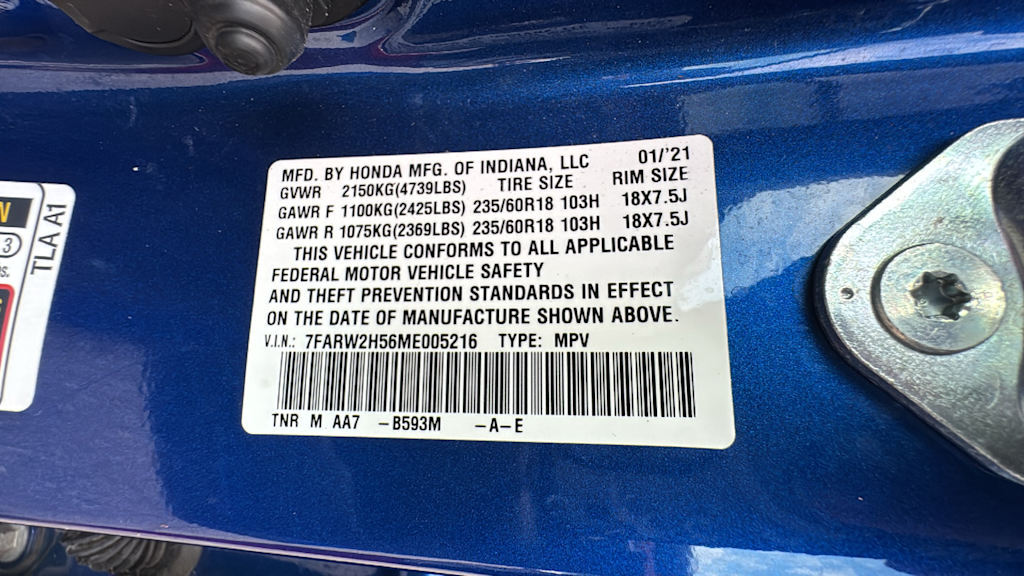 MFD. BY HONDA MFG. OF INDIANA, LLC 01/'21
GVWR 2150KG(4739LBS) TIRE SIZE RIM SIZE
GAWR F 1100KG(2425LBS) 235/60R18 103H 18X7.5J
GAWR R 1075KG(2369LBS) 235/60R18 103H 18X7.5J
THIS VEHICLE CONFORMS TO ALL APPLICABLE
FEDERAL MOTOR VEHICLE SAFETY
AND THEFT PREVENTION STANDARDS IN EFFECT
ON THE DATE OF MANUFACTURE SHOWN ABOVE.
V.I.N.: 7FARW2H56ME005216 TYPE: MPV
TNR M AA7 -B593M -A-E
N
3
TLA A1